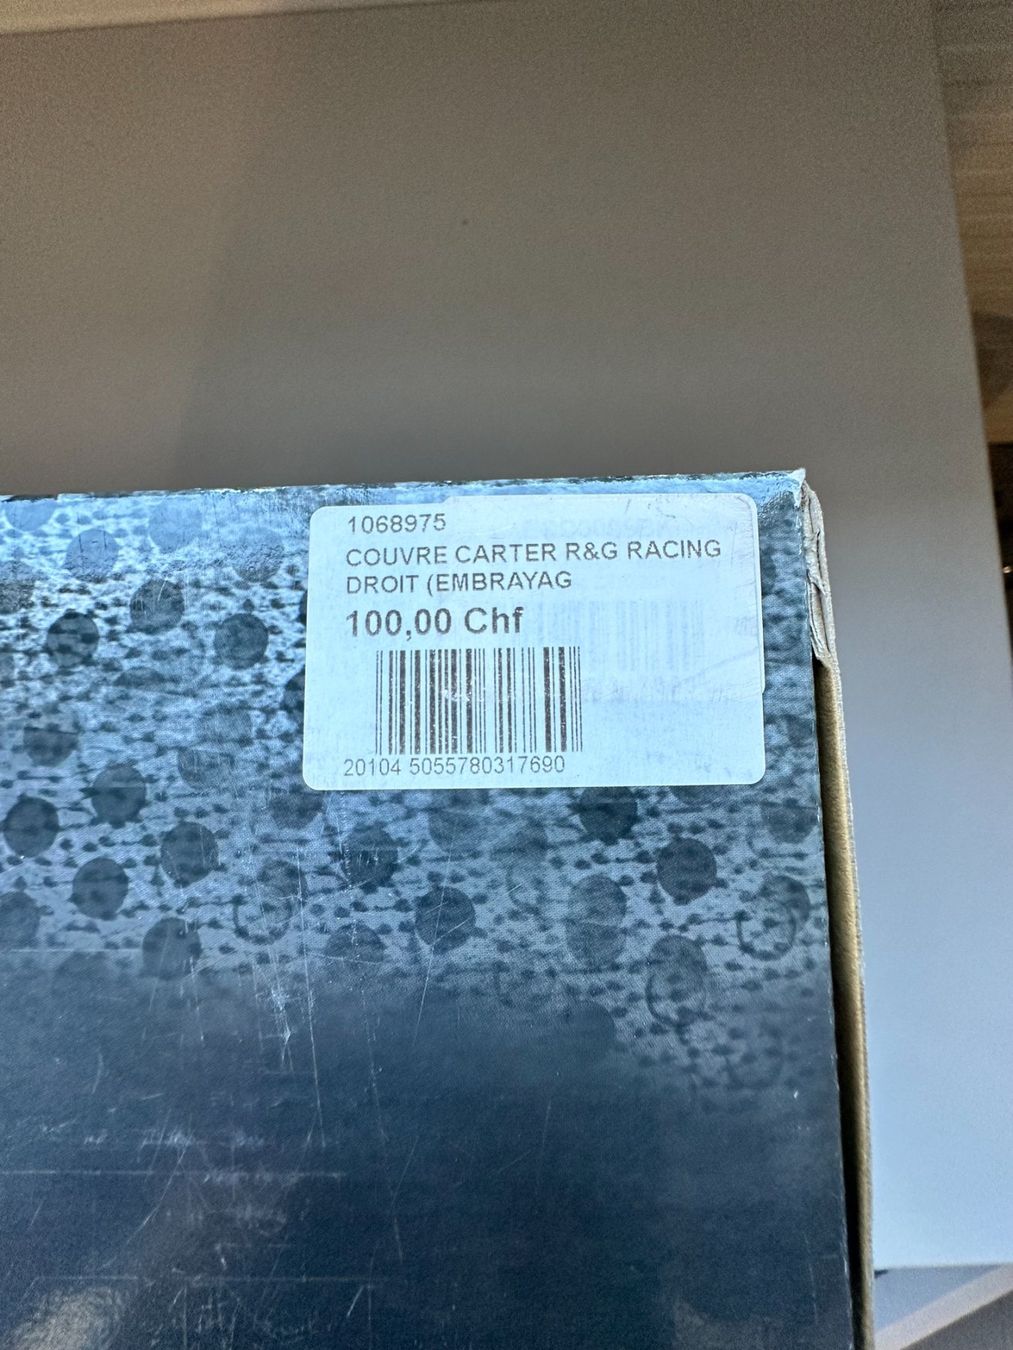 1068975
COUVRE CARTER R&G RACING
DROIT (EMBRAYAG
100,00 Chf
20104 5055780317690